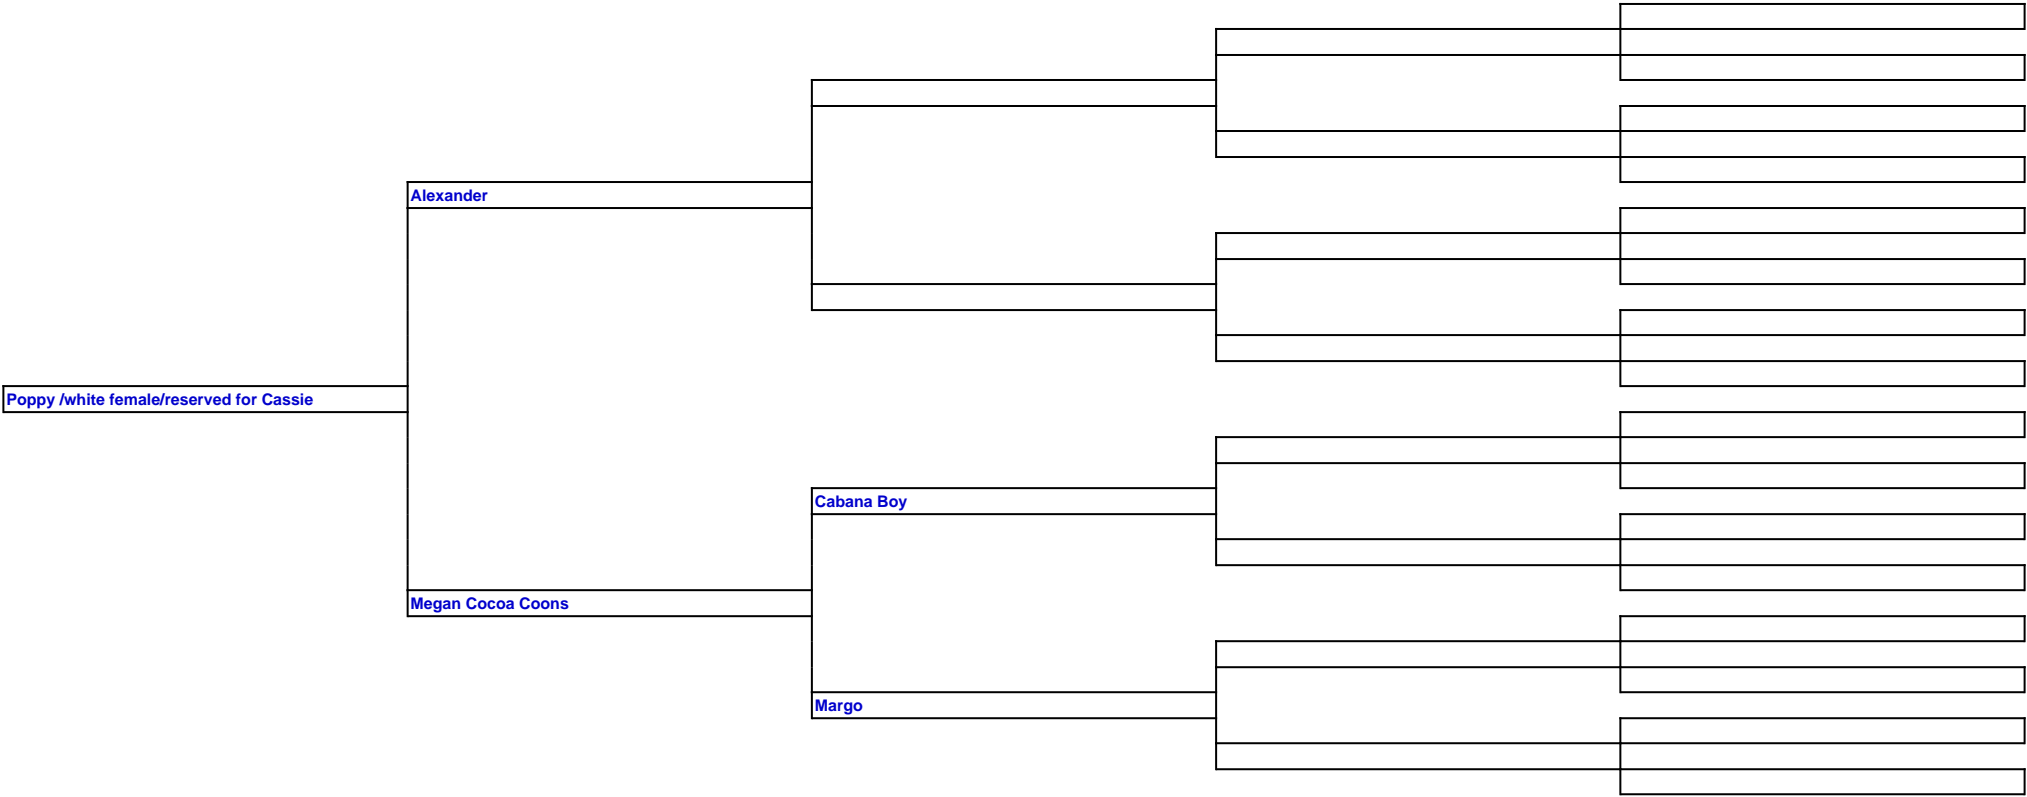 Alexander
Poppy /white female/reserved for Cassie
Cabana Boy
Megan Cocoa Coons
Margo